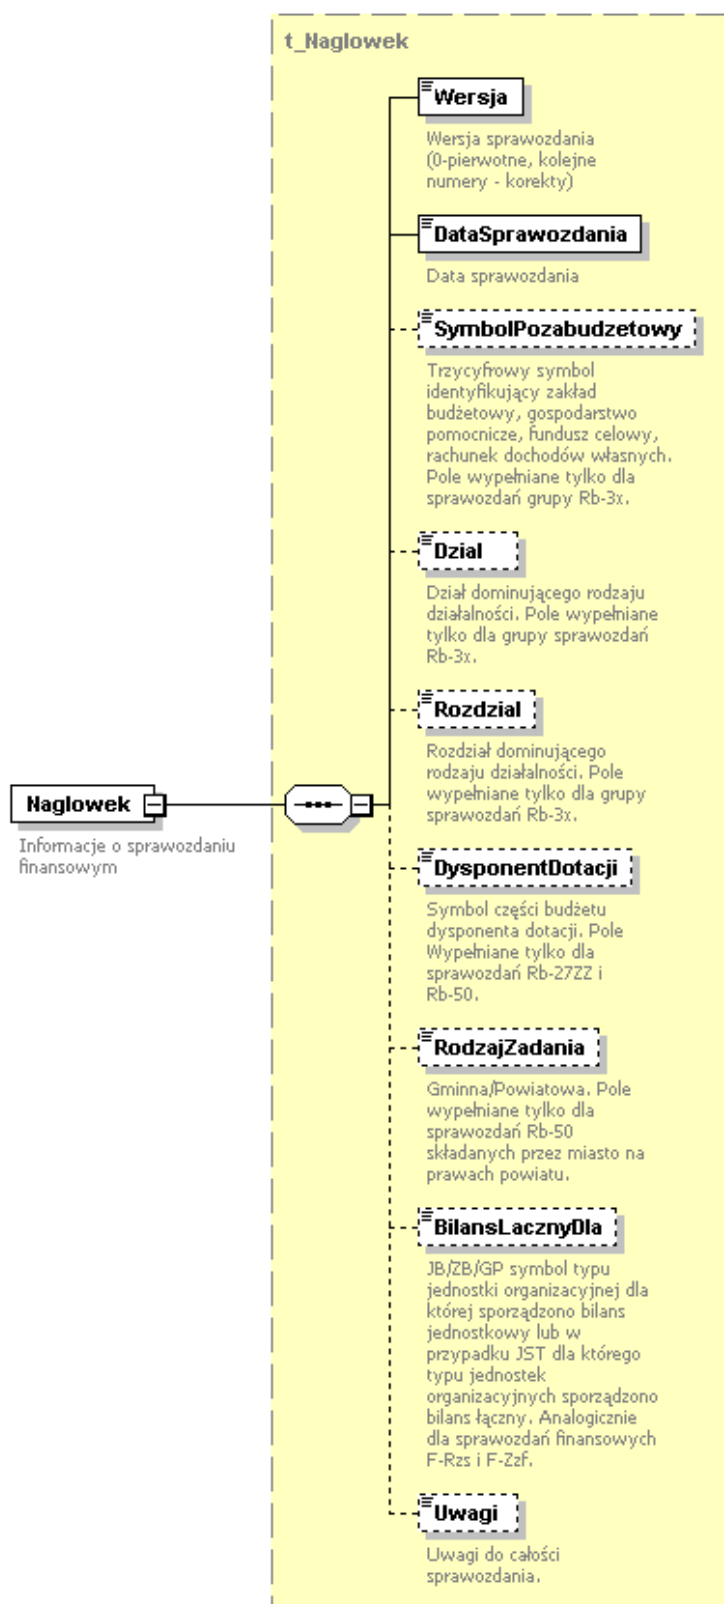 t_Naglowek
Wersja
Wersja sprawozdania
(0-pierwotne, kolejne
numery - korekty)
DataSprawozdania
Data sprawozdania
SymbolPozabudzetowy
Trzycyfrowy symbol
identyfikujący zakład
budżetowy, gospodarstwo
pomocnicze, fundusz celowy,
rachunek dochodów własnych.
Pole wypełniane tylko dla
sprawozdań grupy Rb-3x.
Dzial
Dział dominującego rodzaju
działalności. Pole wypełniane
tylko dla grupy sprawozdań
Rb-3x.
Rozdzial
Rozdział dominującego
rodzaju działalności. Pole
wypełniane tylko dla grupy
sprawozdań Rb-3x.
Naglowek
Informacje o sprawozdaniu
finansowym
DysponentDotacji
Symbol części budżetu
dysponenta dotacji. Pole
Wypełniane tylko dla
sprawozdań Rb-27ZZ i
Rb-50.
RodzajZadania
Gminna/Powiatowa. Pole
wypełniane tylko dla
sprawozdań Rb-50
składanych przez miasto na
prawach powiatu.
BilansLacznyDla
JB/ZB/GP symbol typu
jednostki organizacyjnej dla
której sporządzono bilans
jednostkowy lub w
przypadku JST dla którego
typu jednostek
organizacyjnych sporządzono
bilans łączny. Analogicznie
dla sprawozdań finansowych
F-Rzs i F-Zzf.
Uwagi
Uwagi do całości
sprawozdania.